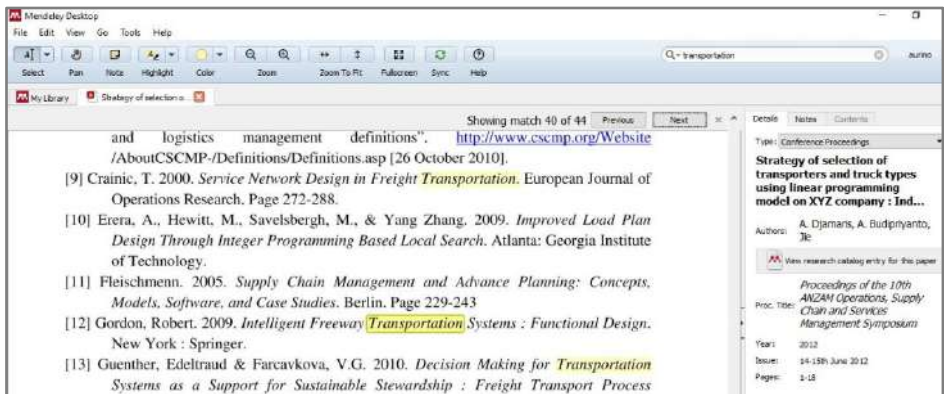 Mendeley Desktop
File Edit View Go Tools Help
Select Pan Note Highlight Color Zoom Zoom To Fit Fullscreen Sync Help
transportation
aurino
My Library Strategy of selection o...
Showing match 40 of 44 Previous Next
and logistics management definitions". http://www.cscmp.org/Website
/AboutCSCMP-/Definitions/Definitions.asp [26 October 2010].
[9] Crainic, T. 2000. Service Network Design in Freight Transportation. European Journal of
Operations Research. Page 272-288.
[10] Erera, A., Hewitt, M., Savelsbergh, M., & Yang Zhang. 2009. Improved Load Plan
Design Through Integer Programming Based Local Search. Atlanta: Georgia Institute
of Technology.
[11] Fleischmenn. 2005. Supply Chain Management and Advance Planning: Concepts,
Models, Software, and Case Studies. Berlin. Page 229-243
[12] Gordon, Robert. 2009. Intelligent Freeway Transportation Systems : Functional Design.
New York : Springer.
[13] Guenther, Edeltraud & Farcavkova, V.G. 2010. Decision Making for Transportation
Systems as a Support for Sustainable Stewardship : Freight Transport Process
Details Notes Contents
Type: Conference Proceedings
Strategy of selection of
transporters and truck types
using linear programming
model on XYZ company : Ind...
Authors: A. Djamaris, A. Budipriyanto,
Jie
View research catalog entry for this paper
Proc. Title: Proceedings of the 10th
ANZAM Operations, Supply
Chain and Services
Management Symposium
Year: 2012
Issue: 14-15th June 2012
Pages: 1-18